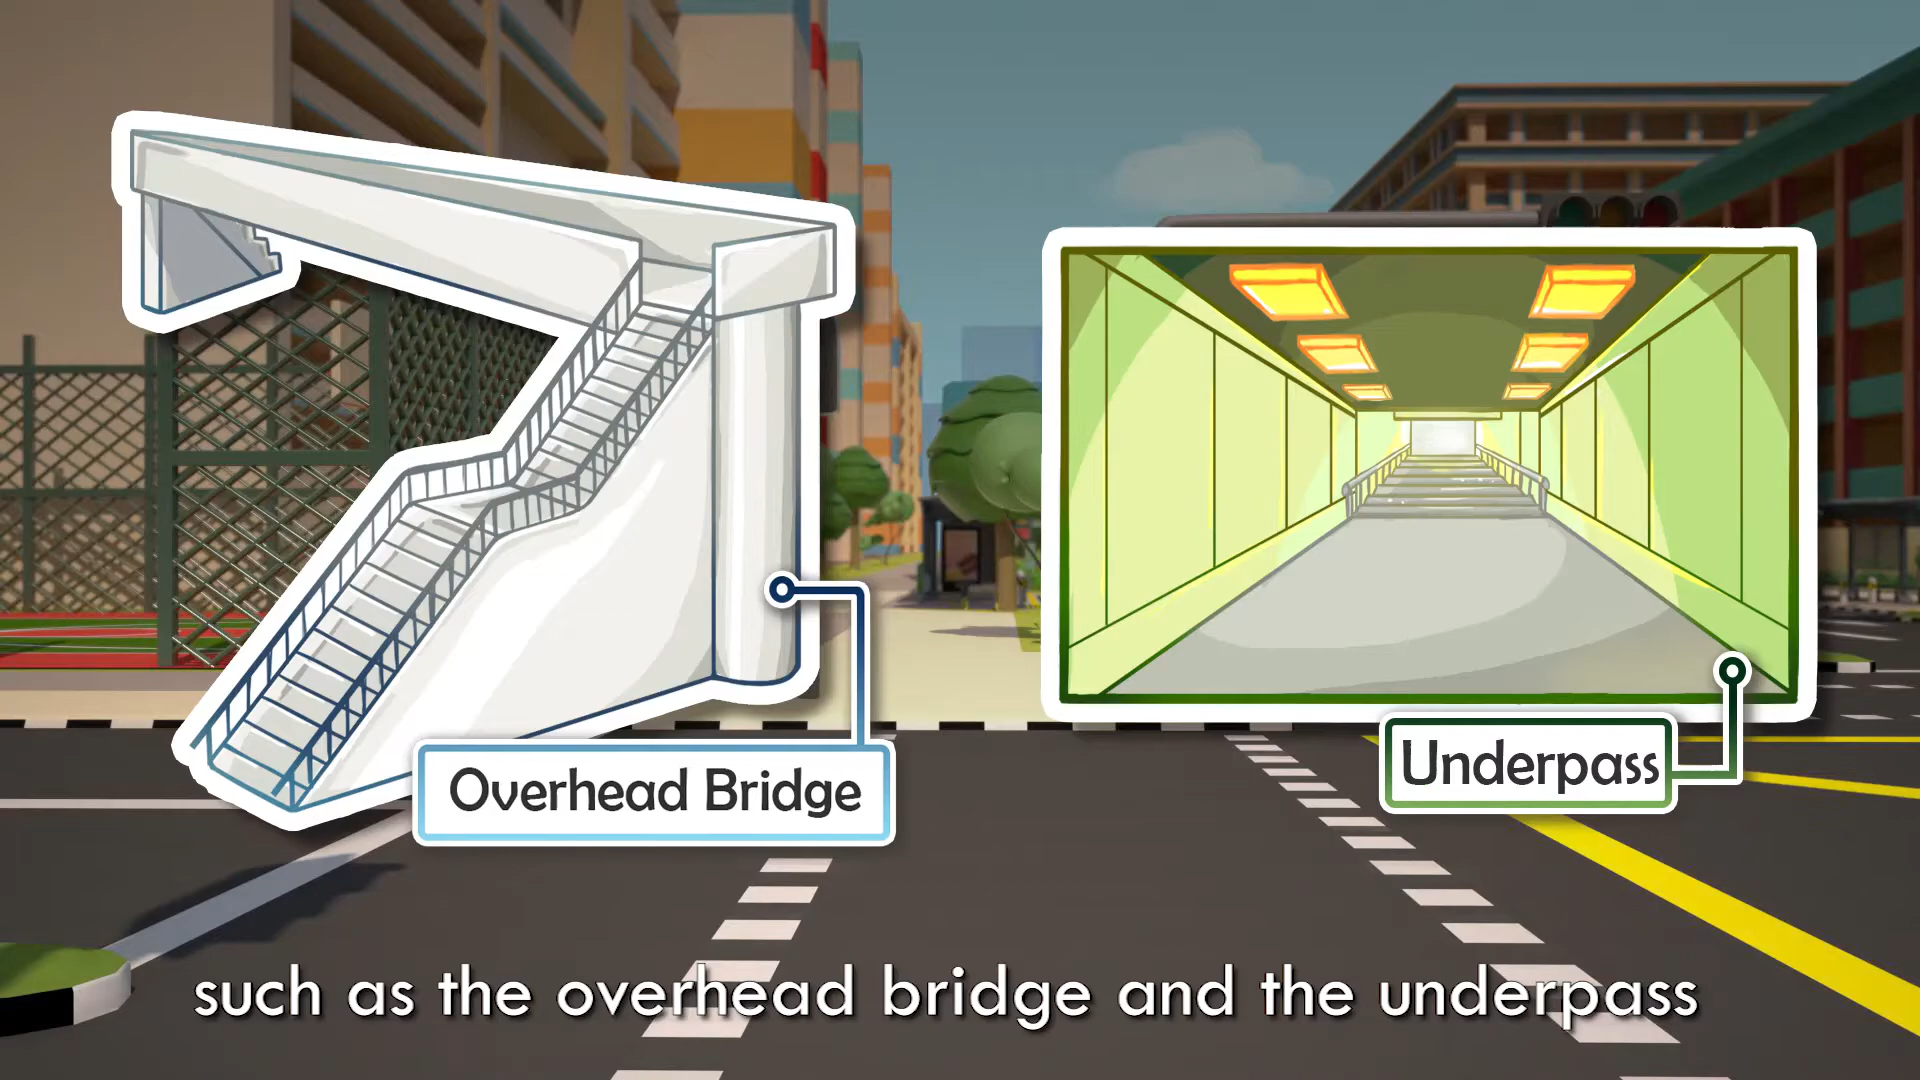 Overhead Bridge
Underpass
such as the overhead bridge and the underpass